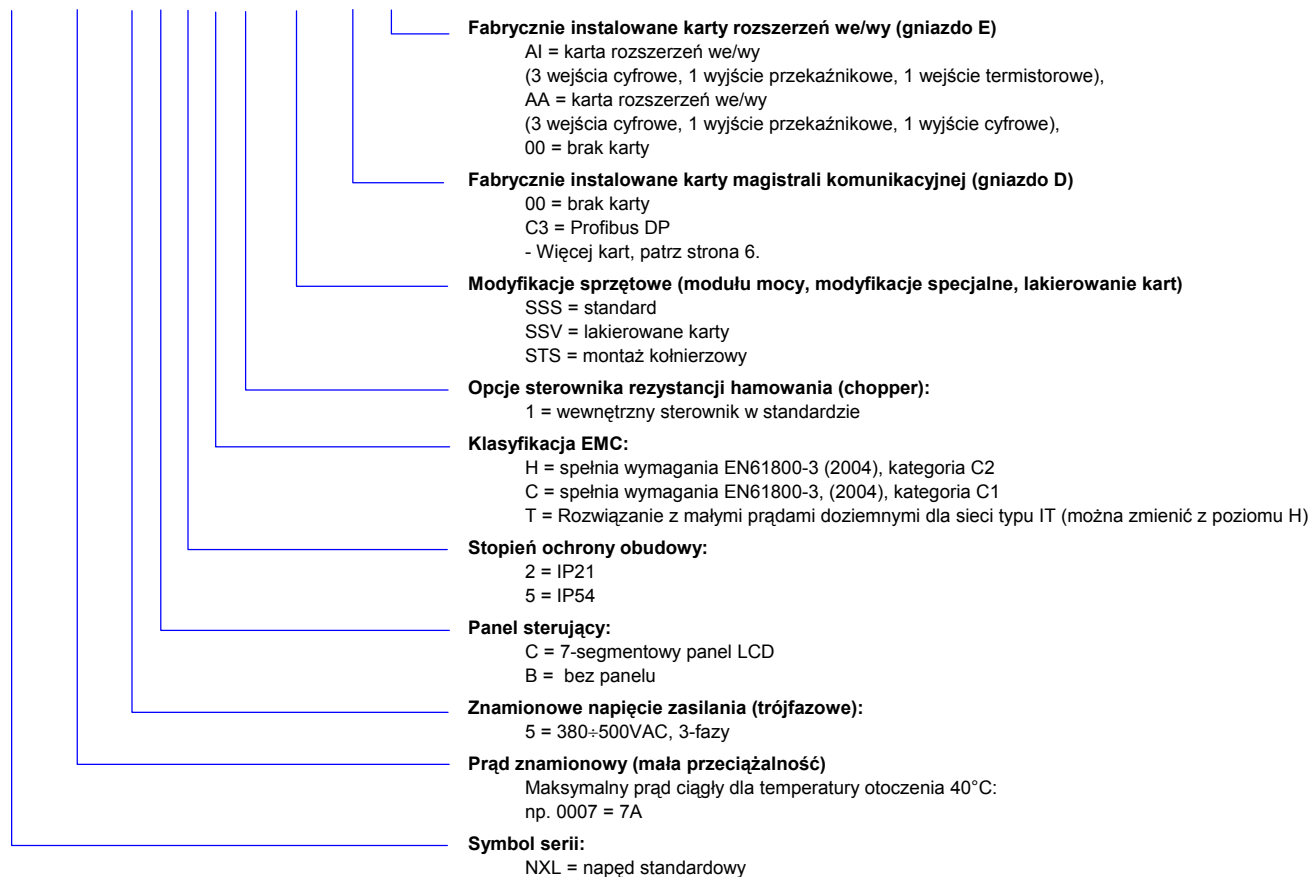 Fabrycznie instalowane karty rozszerzeń we/wy (gniazdo E)
AI = karta rozszerzeń we/wy
(3 wejścia cyfrowe, 1 wyjście przekaźnikowe, 1 wejście termistorowe),
AA = karta rozszerzeń we/wy
(3 wejścia cyfrowe, 1 wyjście przekaźnikowe, 1 wyjście cyfrowe),
00 = brak karty
Fabrycznie instalowane karty magistrali komunikacyjnej (gniazdo D)
00 = brak karty
C3 = Profibus DP
- Więcej kart, patrz strona 6.
Modyfikacje sprzętowe (modułu mocy, modyfikacje specjalne, lakierowanie kart)
SSS = standard
SSV = lakierowane karty
STS = montaż kołnierzowy
Opcje sterownika rezystancji hamowania (chopper):
1 = wewnętrzny sterownik w standardzie
Klasyfikacja EMC:
H = spełnia wymagania EN61800-3 (2004), kategoria C2
C = spełnia wymagania EN61800-3, (2004), kategoria C1
T = Rozwiązanie z małymi prądami doziemnymi dla sieci typu IT (można zmienić z poziomu H)
Stopień ochrony obudowy:
2 = IP21
5 = IP54
Panel sterujący:
C = 7-segmentowy panel LCD
B = bez panelu
Znamionowe napięcie zasilania (trójfazowe):
5 = 380÷500VAC, 3-fazy
Prąd znamionowy (mała przeciążalność)
Maksymalny prąd ciągły dla temperatury otoczenia 40°C:
np. 0007 = 7A
Symbol serii:
NXL = napęd standardowy